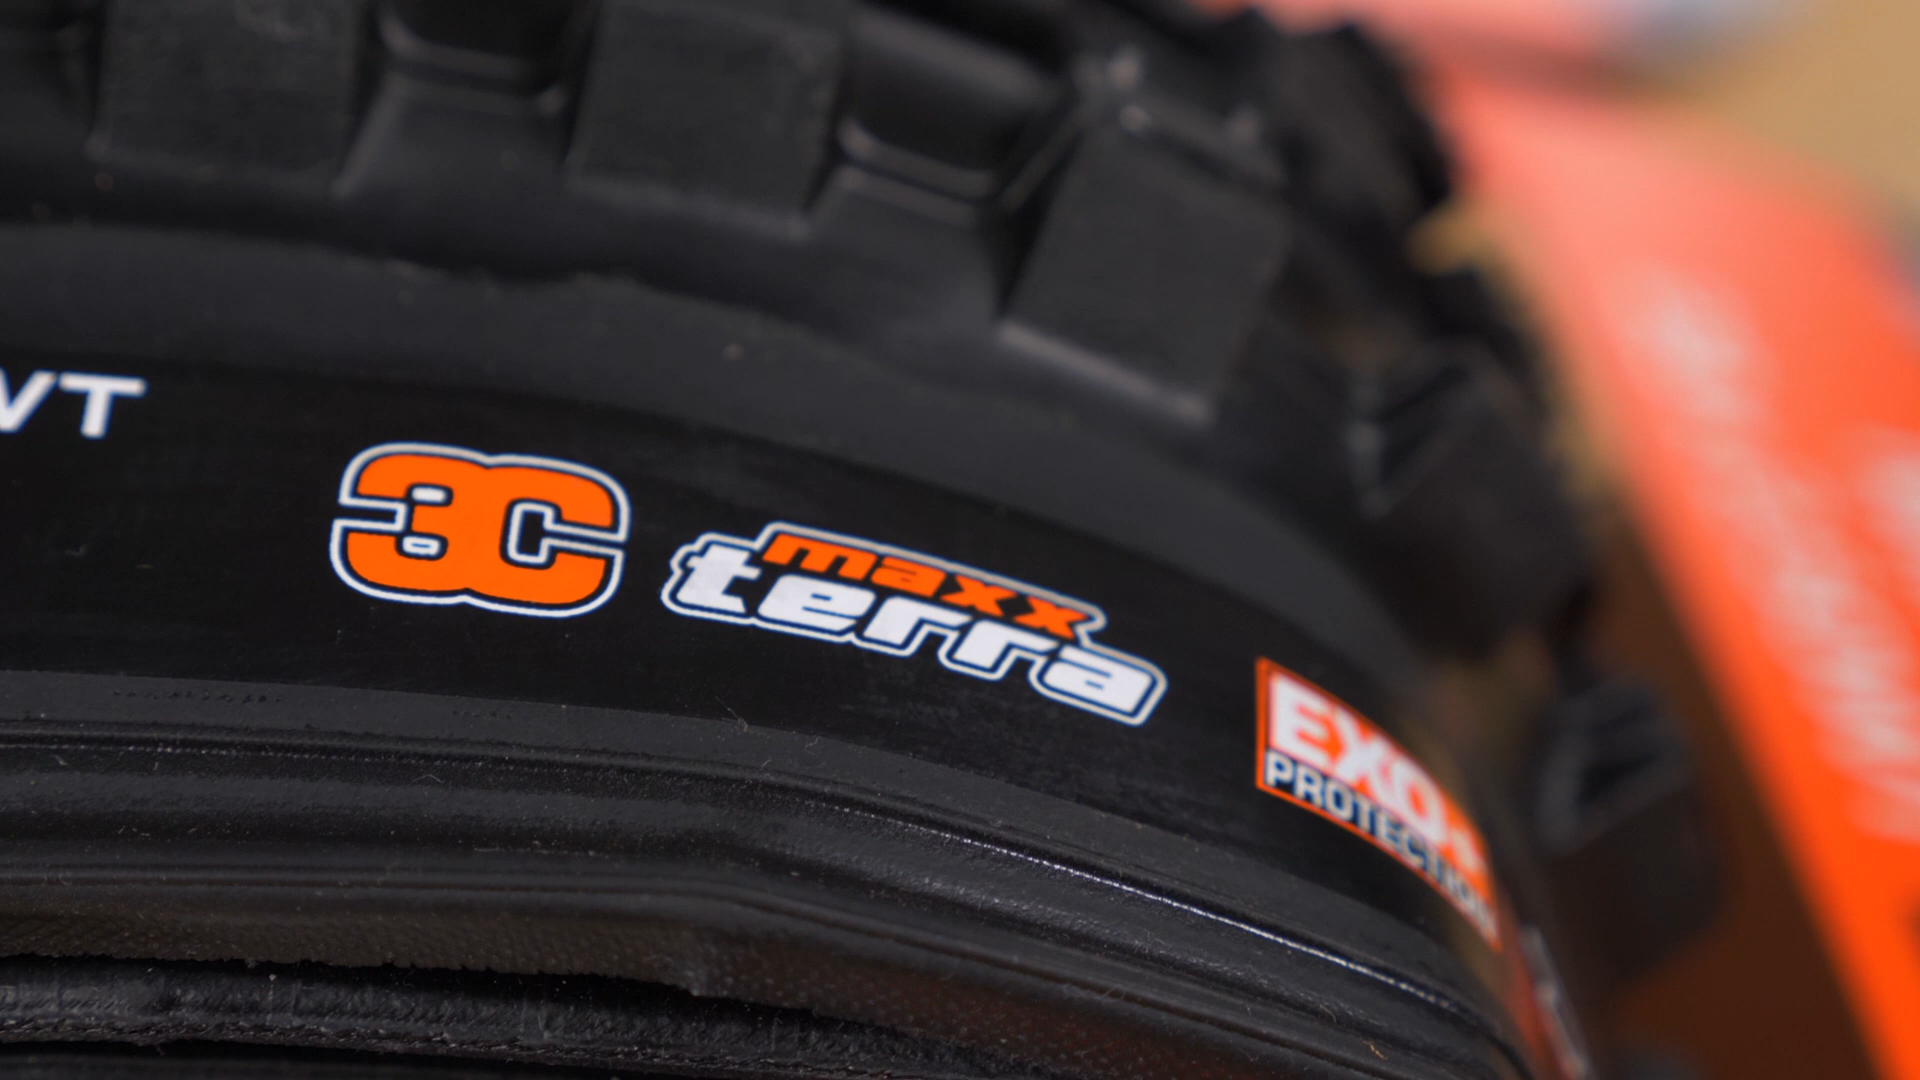 VT
3C
maxx
terra
EXO+
PROTECTION